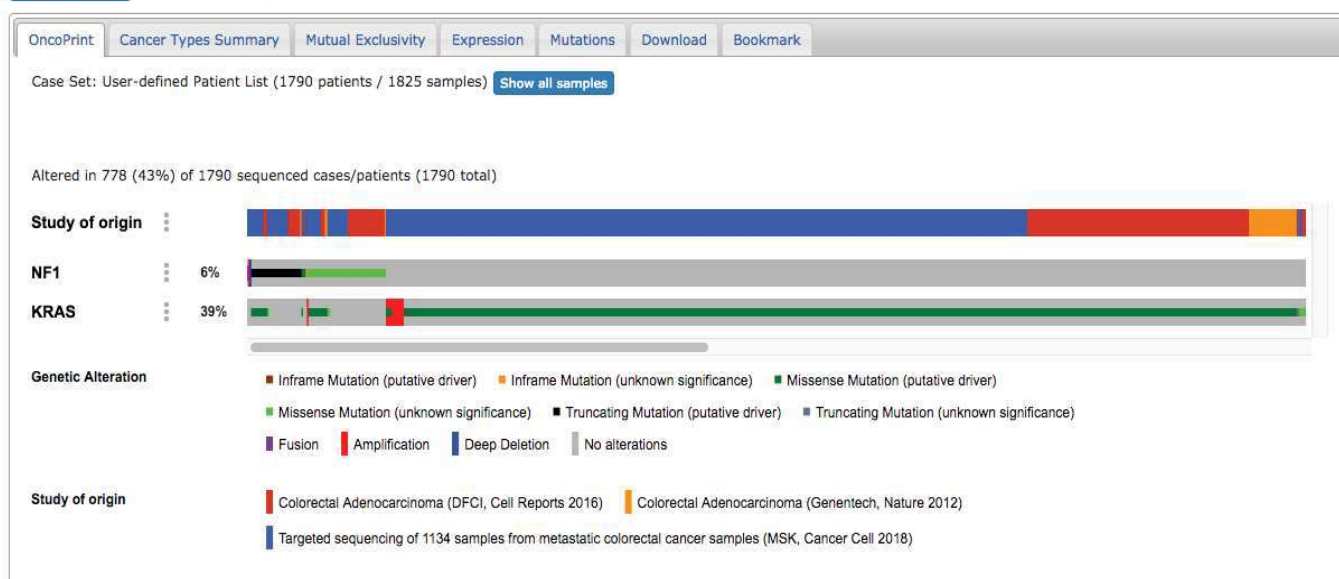 OncoPrint Cancer Types Summary Mutual Exclusivity Expression Mutations Download Bookmark
Case Set: User-defined Patient List (1790 patients / 1825 samples) Show all samples
Altered in 778 (43%) of 1790 sequenced cases/patients (1790 total)
Study of origin
NF1 6%
KRAS 39%
Genetic Alteration Inframe Mutation (putative driver) Inframe Mutation (unknown significance) Missense Mutation (putative driver)
Missense Mutation (unknown significance) Truncating Mutation (putative driver) Truncating Mutation (unknown significance)
Fusion Amplification Deep Deletion No alterations
Study of origin Colorectal Adenocarcinoma (DFCI, Cell Reports 2016) Colorectal Adenocarcinoma (Genentech, Nature 2012)
Targeted sequencing of 1134 samples from metastatic colorectal cancer samples (MSK, Cancer Cell 2018)